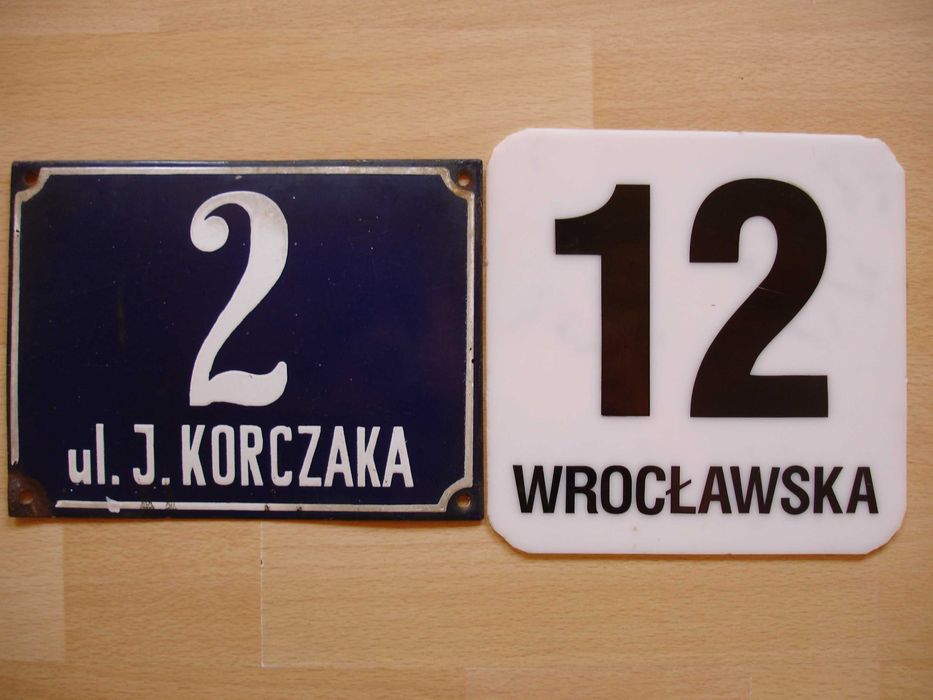 2
ul. J. KORCZAKA
12
WROCŁAWSKA